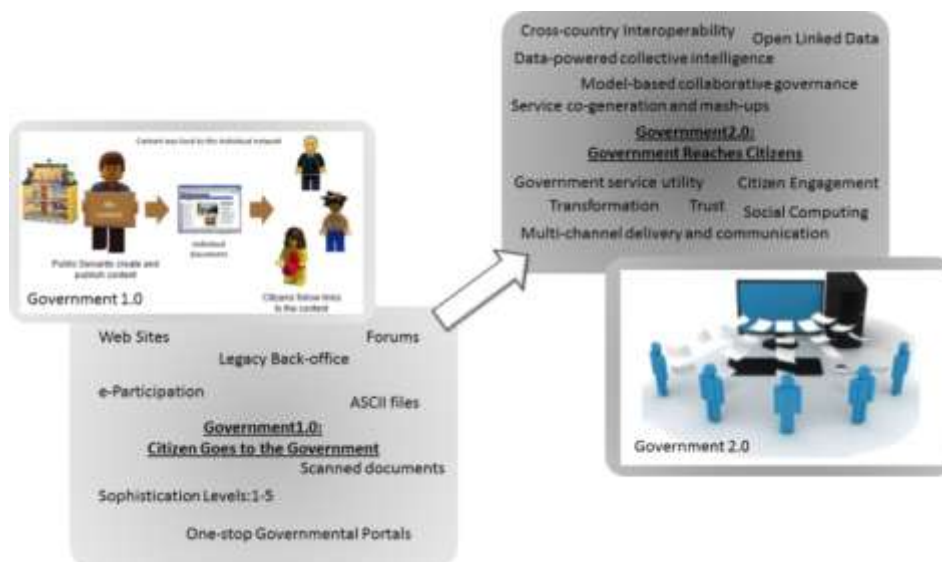 Content was local to the individual network
Individual
documents
Public Servants create and
publish content
Citizens follow links
to the content
Government 1.0
Web Sites
Forums
Legacy Back-office
e-Participation
ASCII files
Government1.0:
Citizen Goes to the Government
Scanned documents
Sophistication Levels:1-5
One-stop Governmental Portals
Cross-country Interoperability
Open Linked Data
Data-powered collective intelligence
Model-based collaborative governance
Service co-generation and mash-ups
Government2.0:
Government Reaches Citizens
Government service utility
Citizen Engagement
Transformation
Trust
Social Computing
Multi-channel delivery and communication
Government 2.0